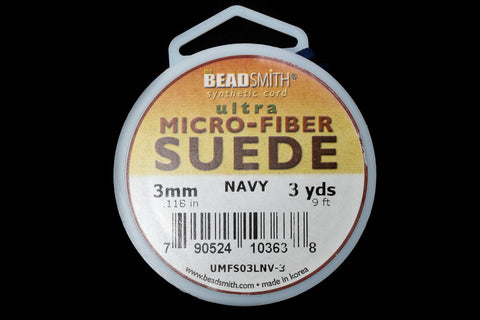 the BEADSMITH®
synthetic cord
ultra
MICRO-FIBER
SUEDE
3mm NAVY 3 yds
.118 in 9 ft
7 90524 10363 8
UMFS03LNV-3
beadsmith.com • made in korea